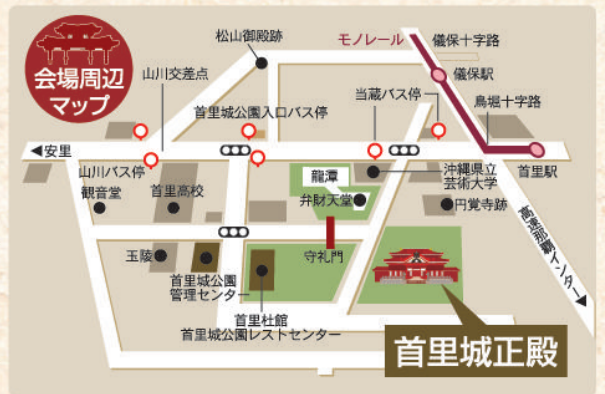 会場周辺
マップ
松山御殿跡
モノレール
儀保十字路
儀保駅
山川交差点
首里城公園入口バス停
当蔵バス停
鳥堀十字路
◀安里
山川バス停
観音堂
首里高校
龍潭
弁財天堂
沖縄県立
芸術大学
首里駅
円覚寺跡
高速那覇インター
玉陵
首里城公園
管理センター
守礼門
首里杜館
首里城公園レストセンター
首里城正殿